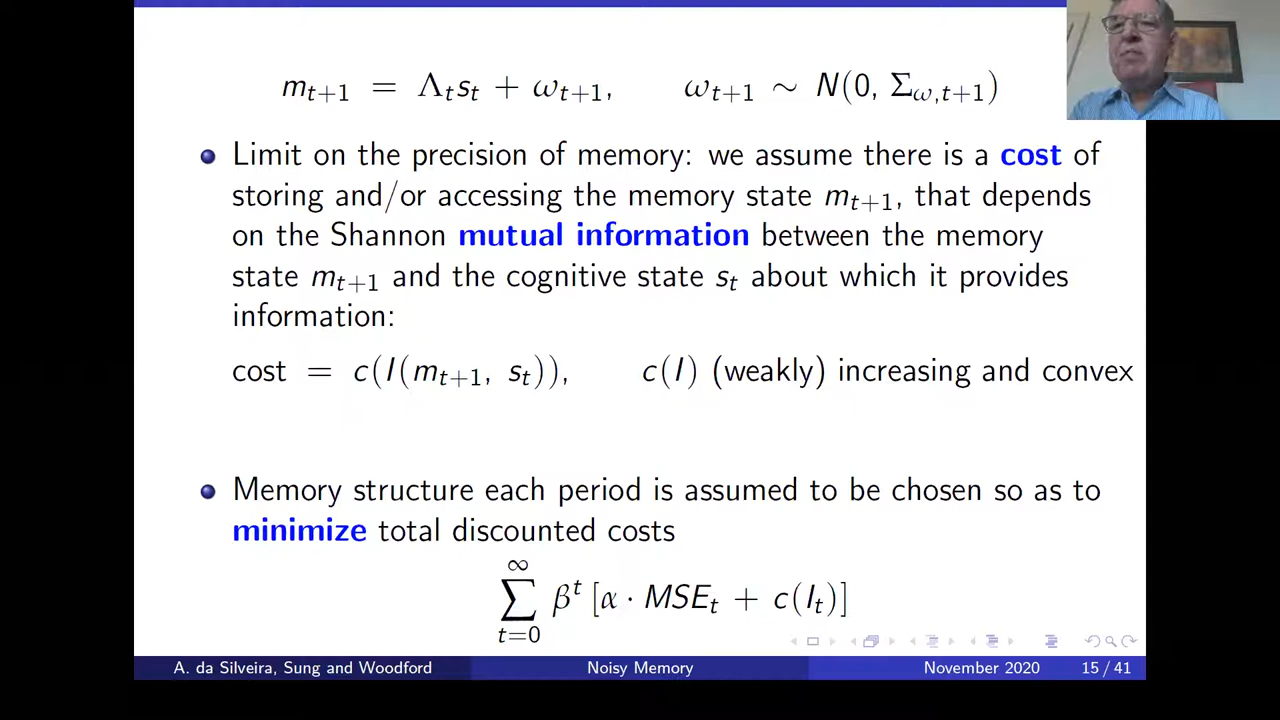 m_{t+1} = Λ_t s_t + ω_{t+1}, ω_{t+1} ∼ N(0, Σ_{ω,t+1})
Limit on the precision of memory: we assume there is a cost of
storing and/or accessing the memory state m_{t+1}, that depends
on the Shannon mutual information between the memory
state m_{t+1} and the cognitive state s_t about which it provides
information:
cost = c(I(m_{t+1}, s_t)), c(I) (weakly) increasing and convex
Memory structure each period is assumed to be chosen so as to
minimize total discounted costs
∑_{t=0}^{∞} β^t [α · MSE_t + c(I_t)]
A. da Silveira, Sung and Woodford Noisy Memory November 2020 15 / 41